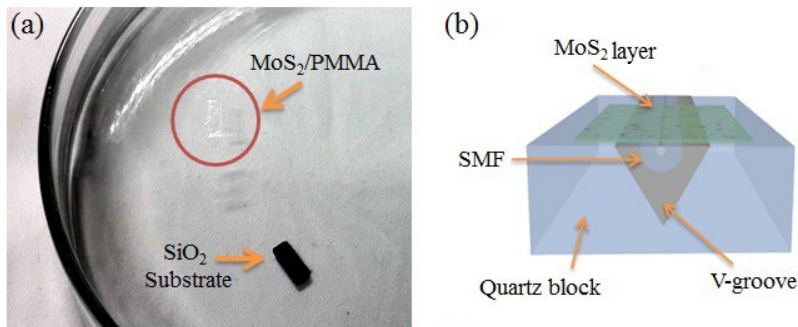 (a)
MoS₂/PMMA
SiO₂
Substrate
(b)
MoS₂ layer
SMF
Quartz block
V-groove